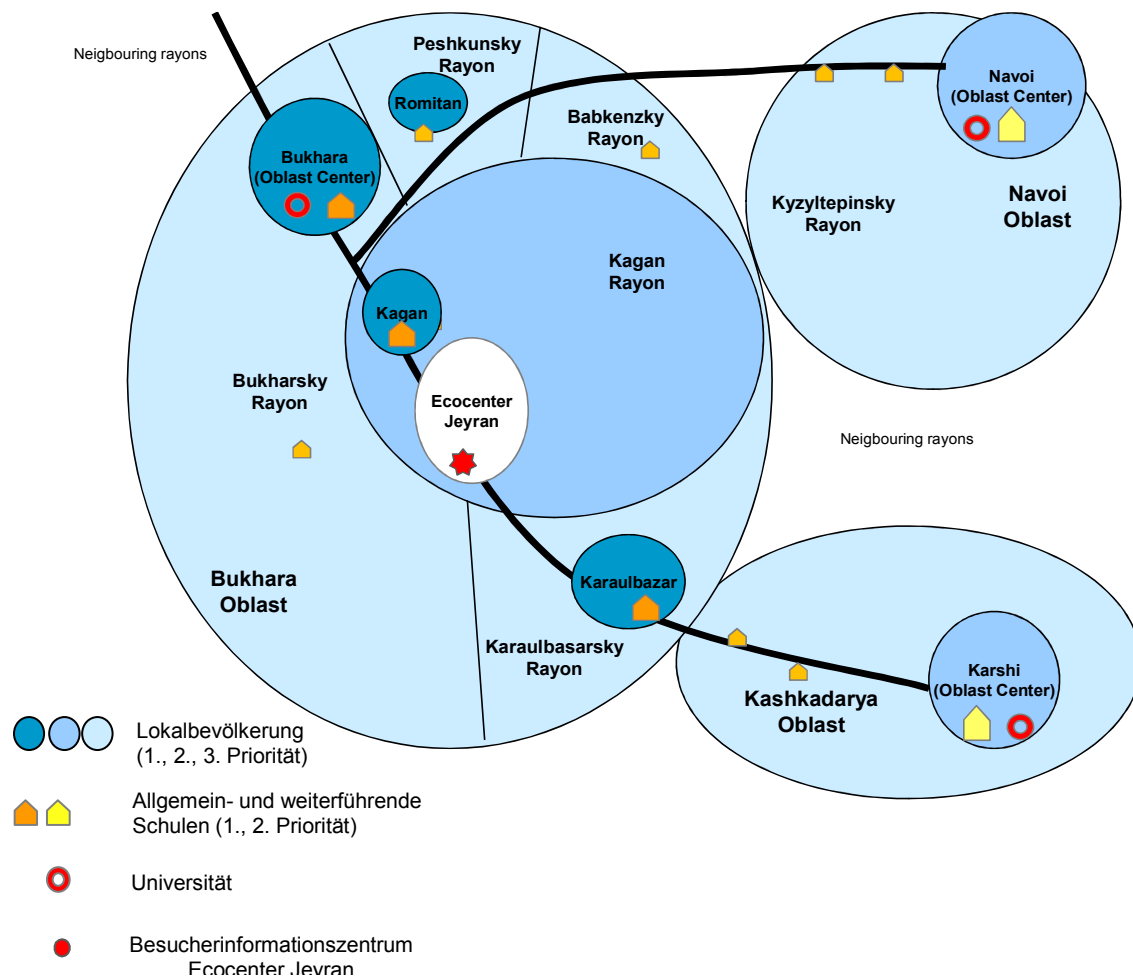 Neigbouring rayons
Peshkunsky
Rayon
Romitan
Babkenzky
Rayon
Navoi
(Oblast Center)
Bukhara
(Oblast Center)
Kyzyltepinsky
Rayon
Navoi
Oblast
Kagan
Rayon
Kagan
Bukharsky
Rayon
Ecocenter
Jeyran
Neigbouring rayons
Bukhara
Oblast
Karaulbazar
Karaulbasarsky
Rayon
Karshi
(Oblast Center)
Kashkadarya
Oblast
Lokalbevölkerung
(1., 2., 3. Priorität)
Allgemein- und weiterführende
Schulen (1., 2. Priorität)
Universität
Besucherinformationszentrum
Ecocenter Jeyran